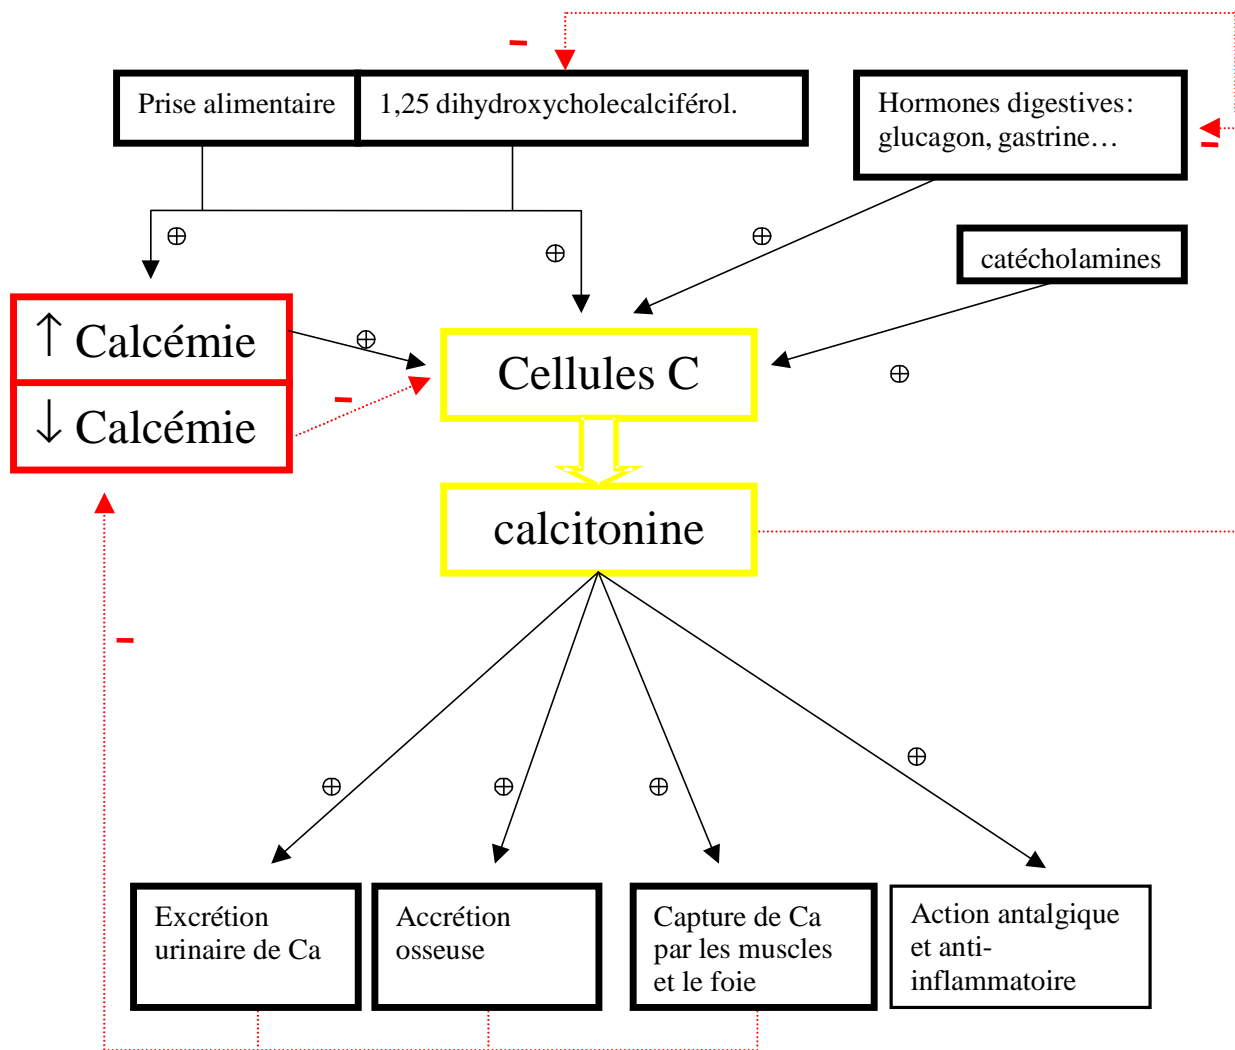 Prise alimentaire
1,25 dihydroxycholecalciférol.
Hormones digestives:
glucagon, gastrine…
catécholamines
↑ Calcémie
↓ Calcémie
Cellules C
calcitonine
Excrétion
urinaire de Ca
Accrétion
osseuse
Capture de Ca
par les muscles
et le foie
Action antalgique
et anti-
inflammatoire